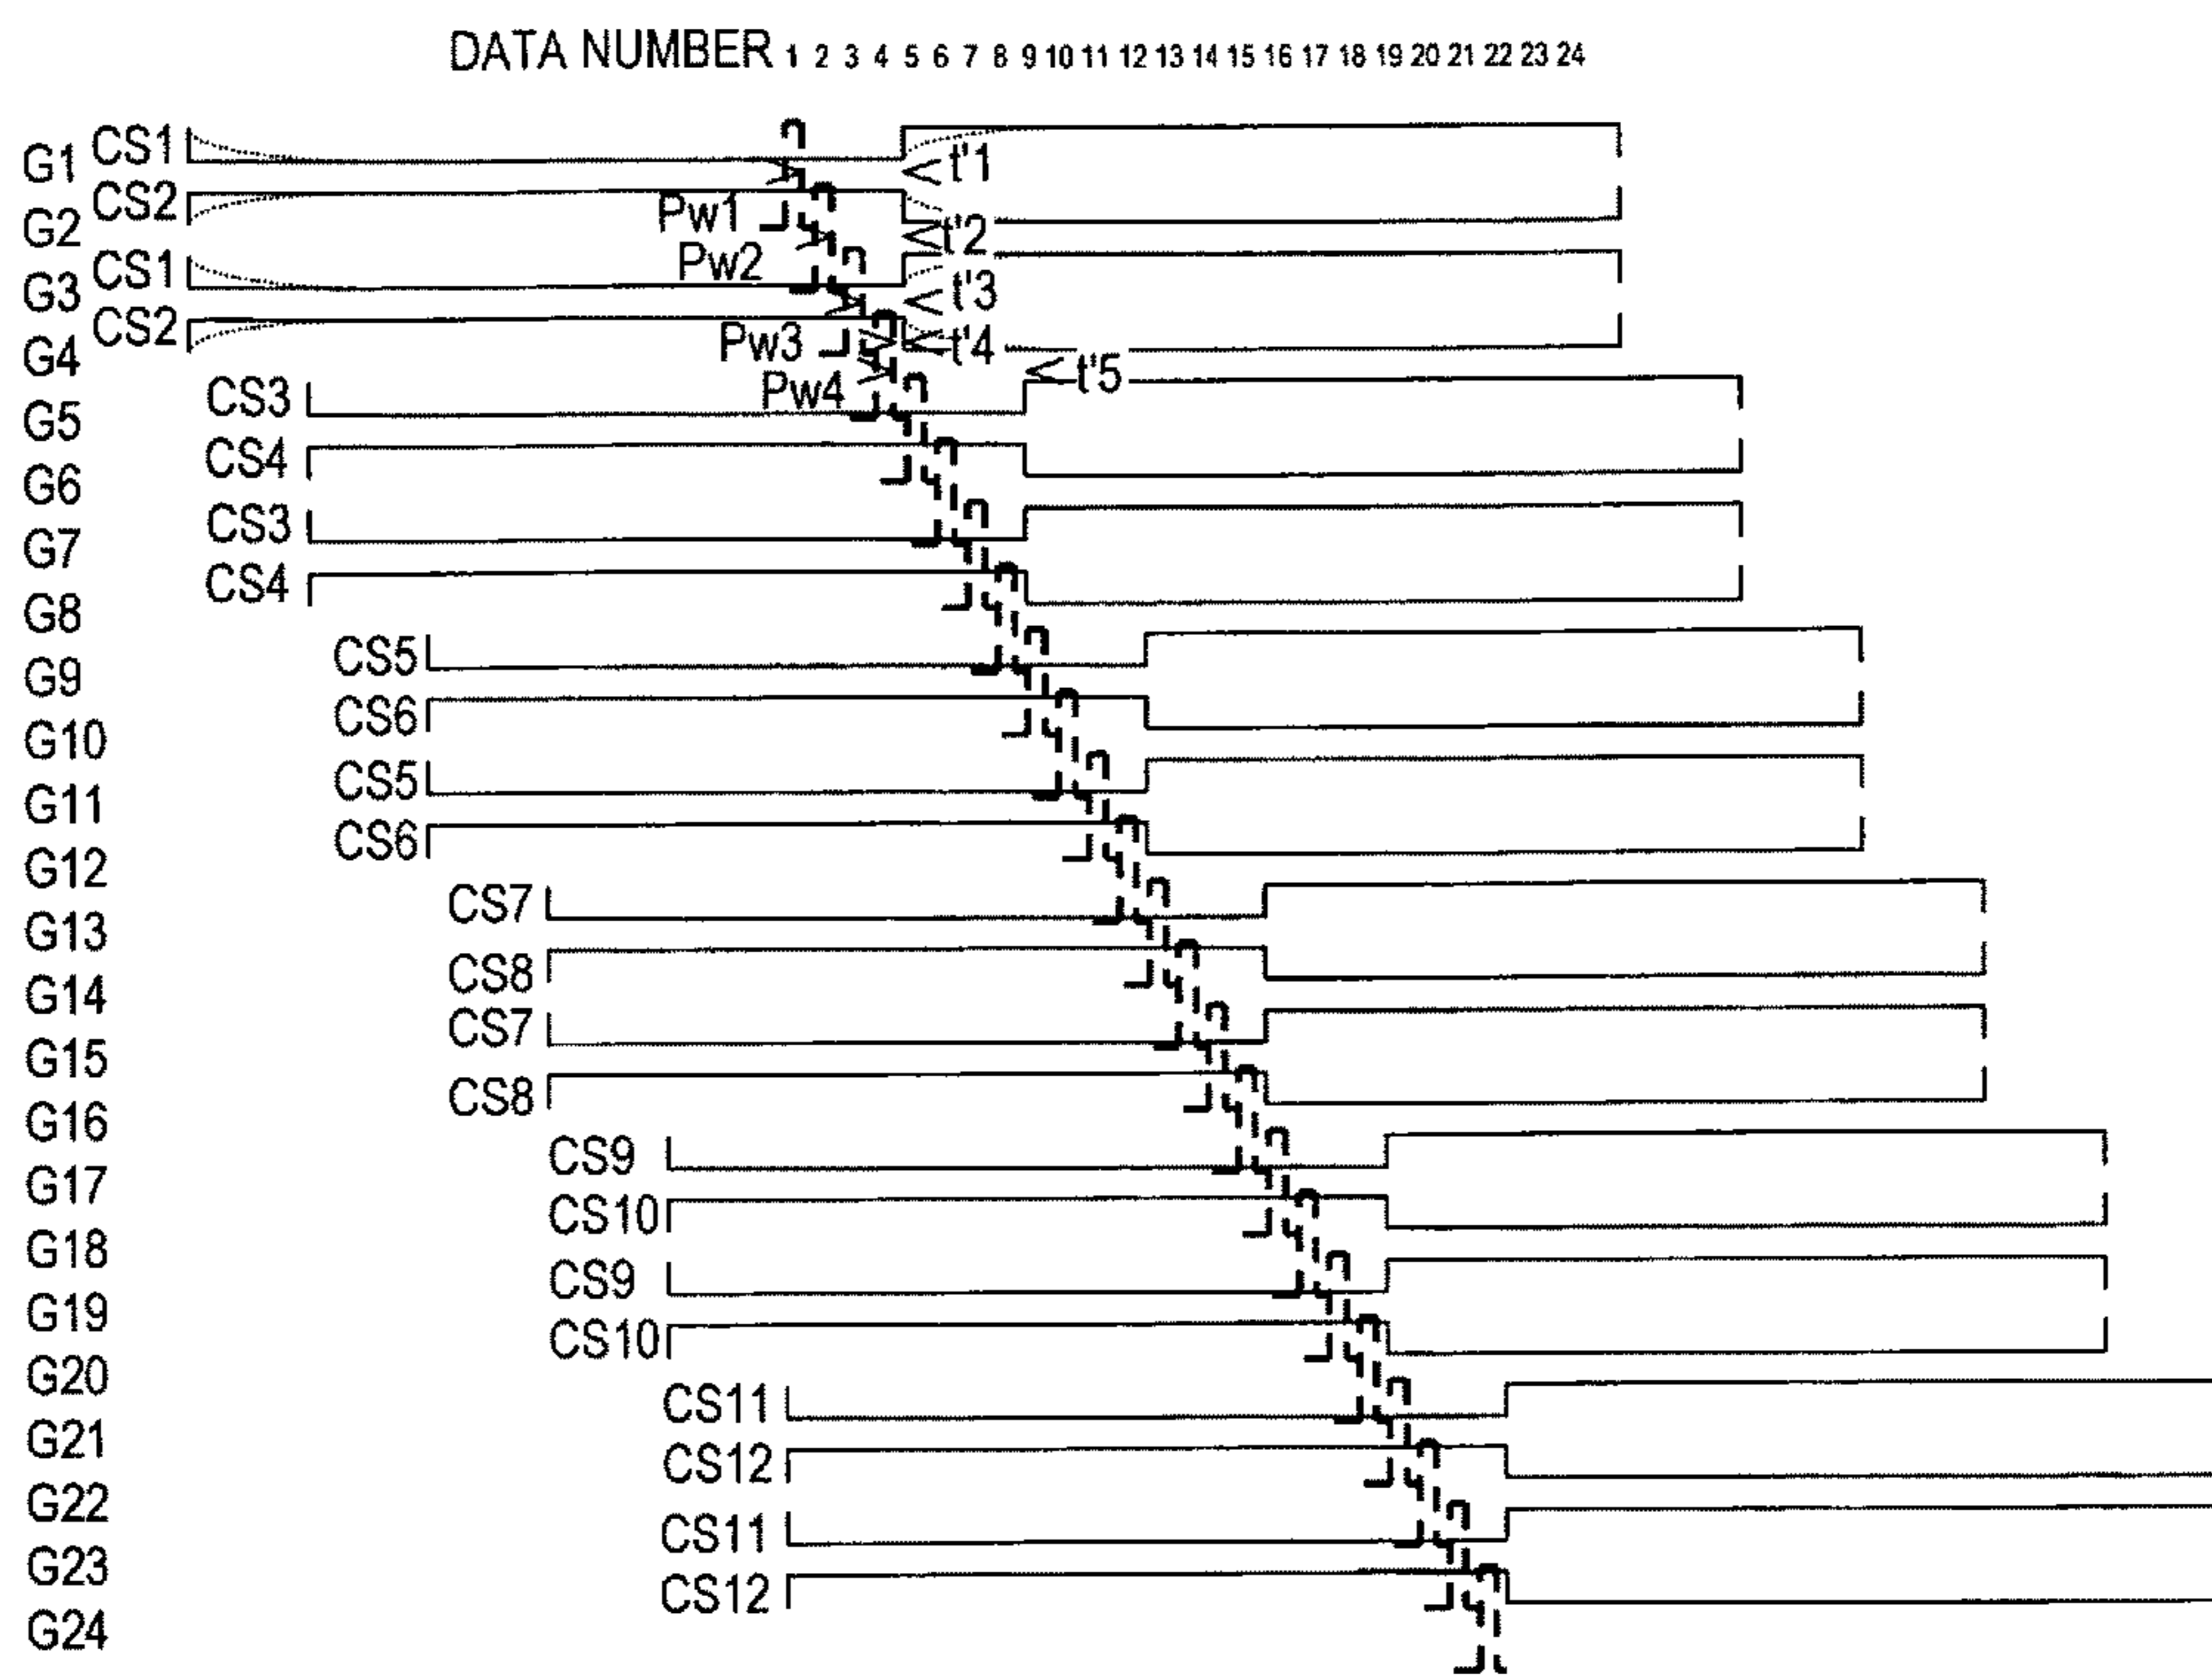 DATA NUMBER 1 2 3 4 5 6 7 8 9 10 11 12 13 14 15 16 17 18 19 20 21 22 23 24
G1 CS1 t'1
G2 CS2 Pw1 t'2
G3 CS1 Pw2 t'3
G4 CS2 Pw3 t'4
G5 CS3 Pw4 t'5
G6 CS4
G7 CS3
G8 CS4
G9 CS5
G10 CS6
G11 CS5
G12 CS6
G13 CS7
G14 CS8
G15 CS7
G16 CS8
G17 CS9
G18 CS10
G19 CS9
G20 CS10
G21 CS11
G22 CS12
G23 CS11
G24 CS12